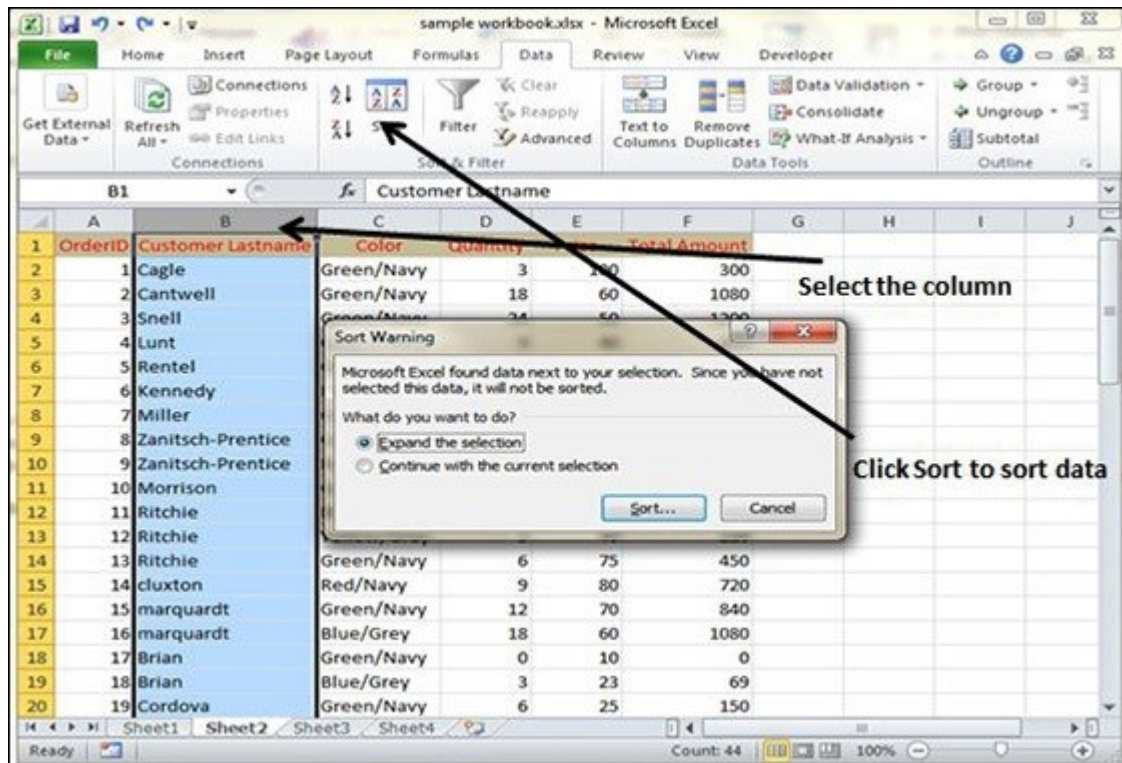 sample workbook.xlsx - Microsoft Excel
File Home Insert Page Layout Formulas Data Review View Developer
Get External Data
Refresh All
Connections
Properties
Edit Links
Connections
Filter
Clear
Reapply
Advanced
Sort & Filter
Text to Columns
Remove Duplicates
Data Validation
Consolidate
What-If Analysis
Data Tools
Group
Ungroup
Subtotal
Outline
B1 fx Customer Lastname
A B C D E F G H I J
1 OrderID Customer Lastname Color Quantity Total Amount
2 1 Cagle Green/Navy 3 300
3 2 Cantwell Green/Navy 18 60 1080
4 3 Snell
5 4 Lunt
6 5 Rentel
7 6 Kennedy
8 7 Miller
9 8 Zanitsch-Prentice
10 9 Zanitsch-Prentice
11 10 Morrison
12 11 Ritchie
13 12 Ritchie
14 13 Ritchie Green/Navy 6 75 450
15 14 cluxton Red/Navy 9 80 720
16 15 marquardt Green/Navy 12 70 840
17 16 marquardt Blue/Grey 18 60 1080
18 17 Brian Green/Navy 0 10 0
19 18 Brian Blue/Grey 3 23 69
20 19 Cordova Green/Navy 6 25 150
Select the column
Sort Warning
Microsoft Excel found data next to your selection. Since you have not
selected this data, it will not be sorted.
What do you want to do?
Expand the selection
Continue with the current selection
Sort... Cancel
Click Sort to sort data
Sheet1 Sheet2 Sheet3 Sheet4
Ready Count: 44 100%